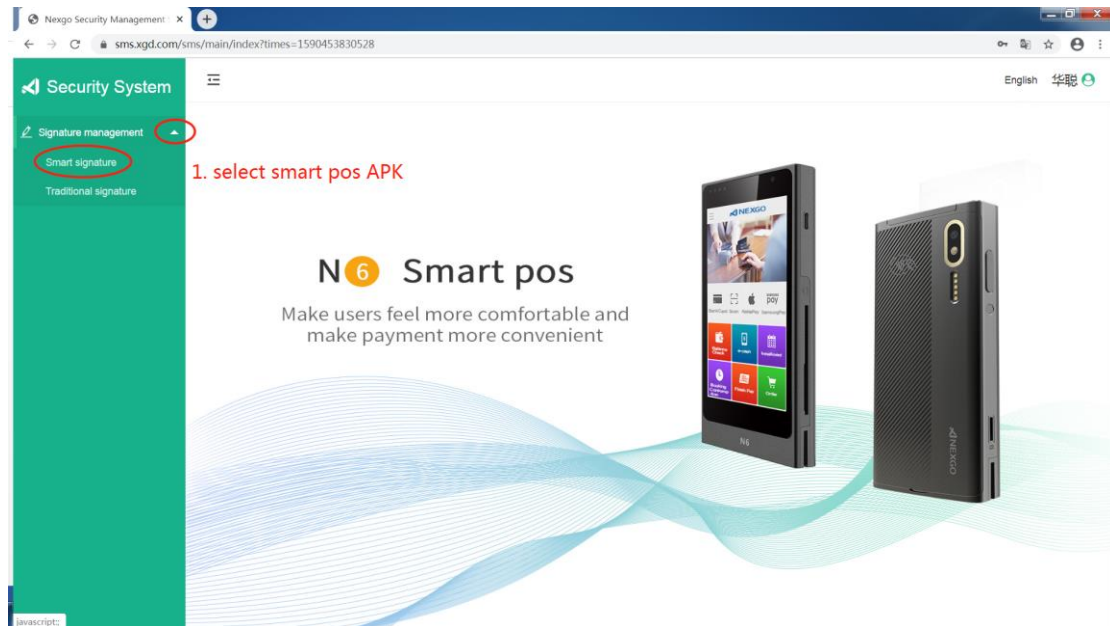 Nexgo Security Management
sms.xgd.com/sms/main/index?times=1590453830528
Security System
English 华聪
Signature management
Smart signature
1. select smart pos APK
Traditional signature
N6 Smart pos
Make users feel more comfortable and
make payment more convenient
NEXGO
pay
N6
NEXGO
javascript:;